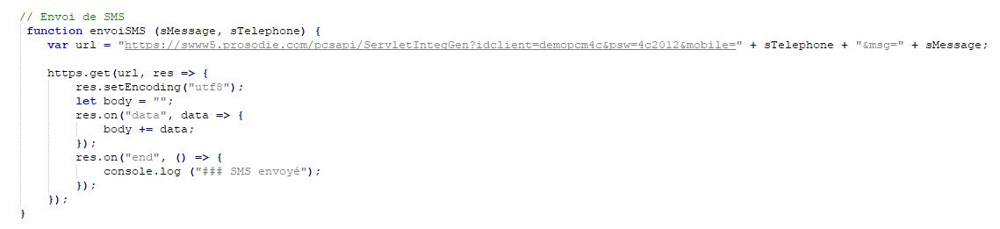 // Envoi de SMS
function envoiSMS (sMessage, sTelephone) {
var url = "https://swww5.prosodie.com/pcsapi/ServletInteqGen?idclient=demopcm4c&psw=4c2012&mobile=" + sTelephone + "&msg=" + sMessage;
https.get(url, res => {
res.setEncoding("utf8");
let body = "";
res.on("data", data => {
body += data;
});
res.on("end", () => {
console.log ("### SMS envoyé");
});
});
}